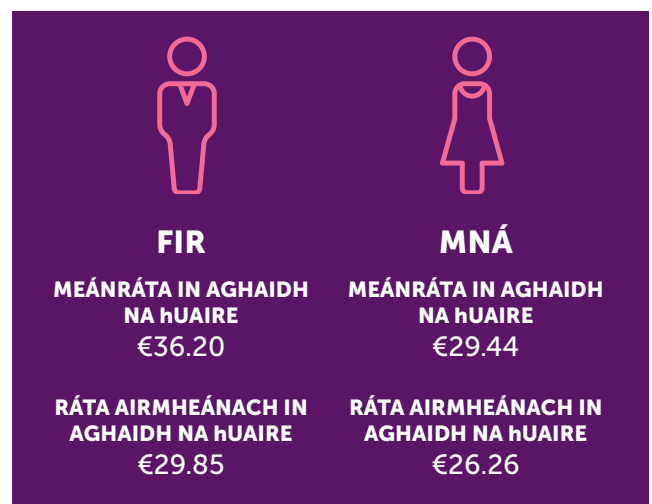 FIR
MEÁNRÁTA IN AGHAIDH
NA hUAIRE
€36.20
RÁTA AIRMHEÁNACH IN
AGHAIDH NA hUAIRE
€29.85
MNÁ
MEÁNRÁTA IN AGHAIDH
NA hUAIRE
€29.44
RÁTA AIRMHEÁNACH IN
AGHAIDH NA hUAIRE
€26.26